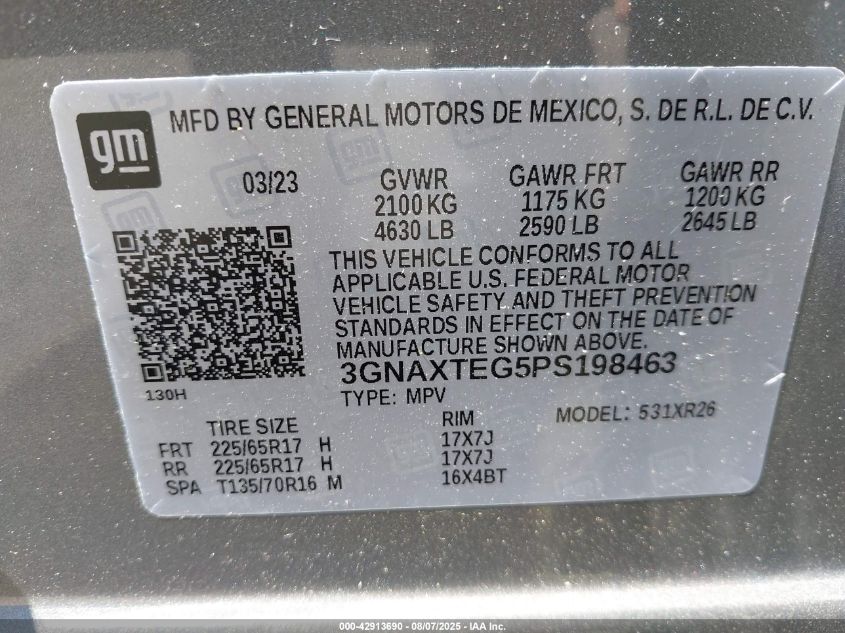 gm
MFD BY GENERAL MOTORS DE MEXICO, S. DE R.L. DE C.V.
03/23 GVWR GAWR FRT GAWR RR
2100 KG 1175 KG 1200 KG
4630 LB 2590 LB 2645 LB
THIS VEHICLE CONFORMS TO ALL
APPLICABLE U.S. FEDERAL MOTOR
VEHICLE SAFETY AND THEFT PREVENTION
STANDARDS IN EFFECT ON THE DATE OF
MANUFACTURE SHOWN ABOVE.
3GNAXTEG5PS198463
130H
TYPE: MPV MODEL: 531XR26
TIRE SIZE RIM
FRT 225/65R17 H 17X7J
RR 225/65R17 H 17X7J
SPA T135/70R16 M 16X4BT
000-42913690 - 08/07/2025 - IAA Inc.